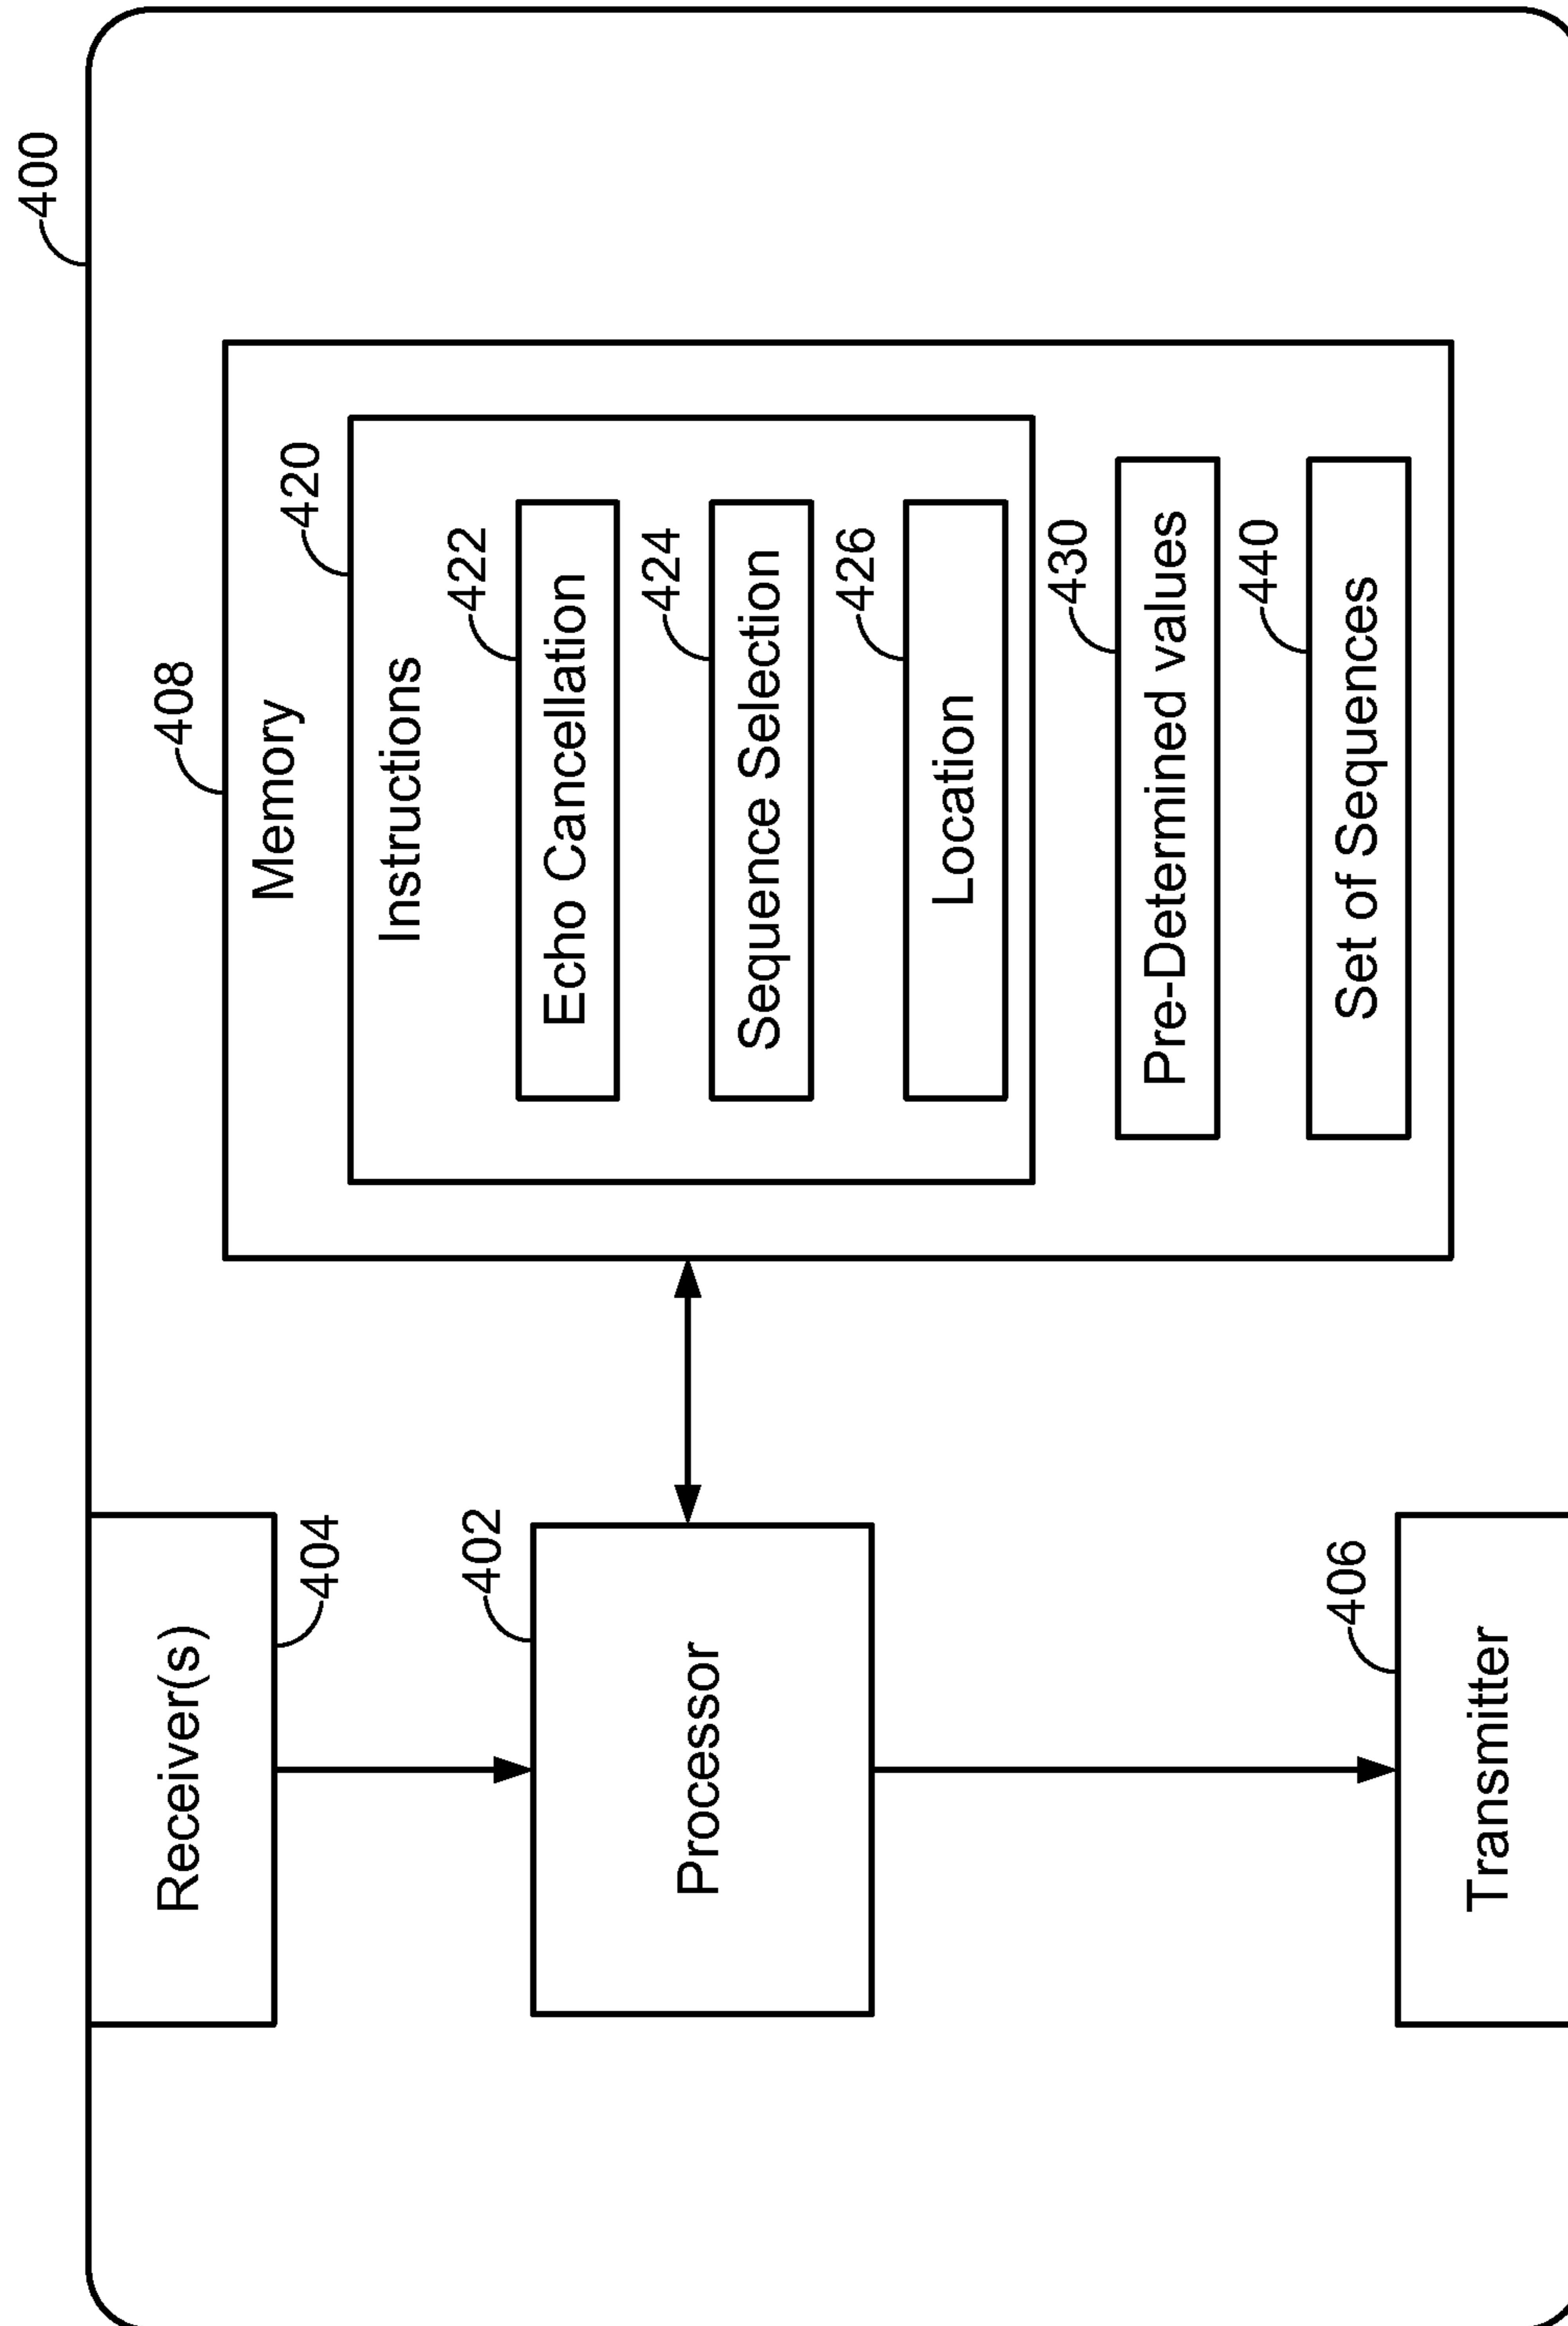 400
Receiver(s)
404
408
Memory
420
Instructions
422
Echo Cancellation
402
Processor
424
Sequence Selection
426
Location
430
Pre-Determined values
406
Transmitter
440
Set of Sequences